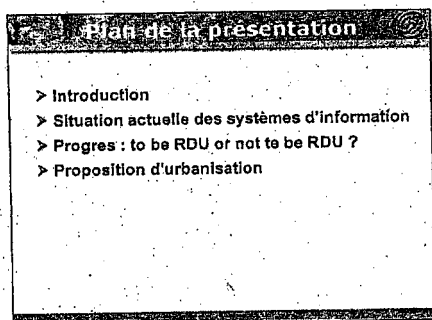 Plan de la présentation
➢ Introduction
➢ Situation actuelle des systèmes d'information
➢ Progres : to be RDU or not to be RDU ?
➢ Proposition d'urbanisation